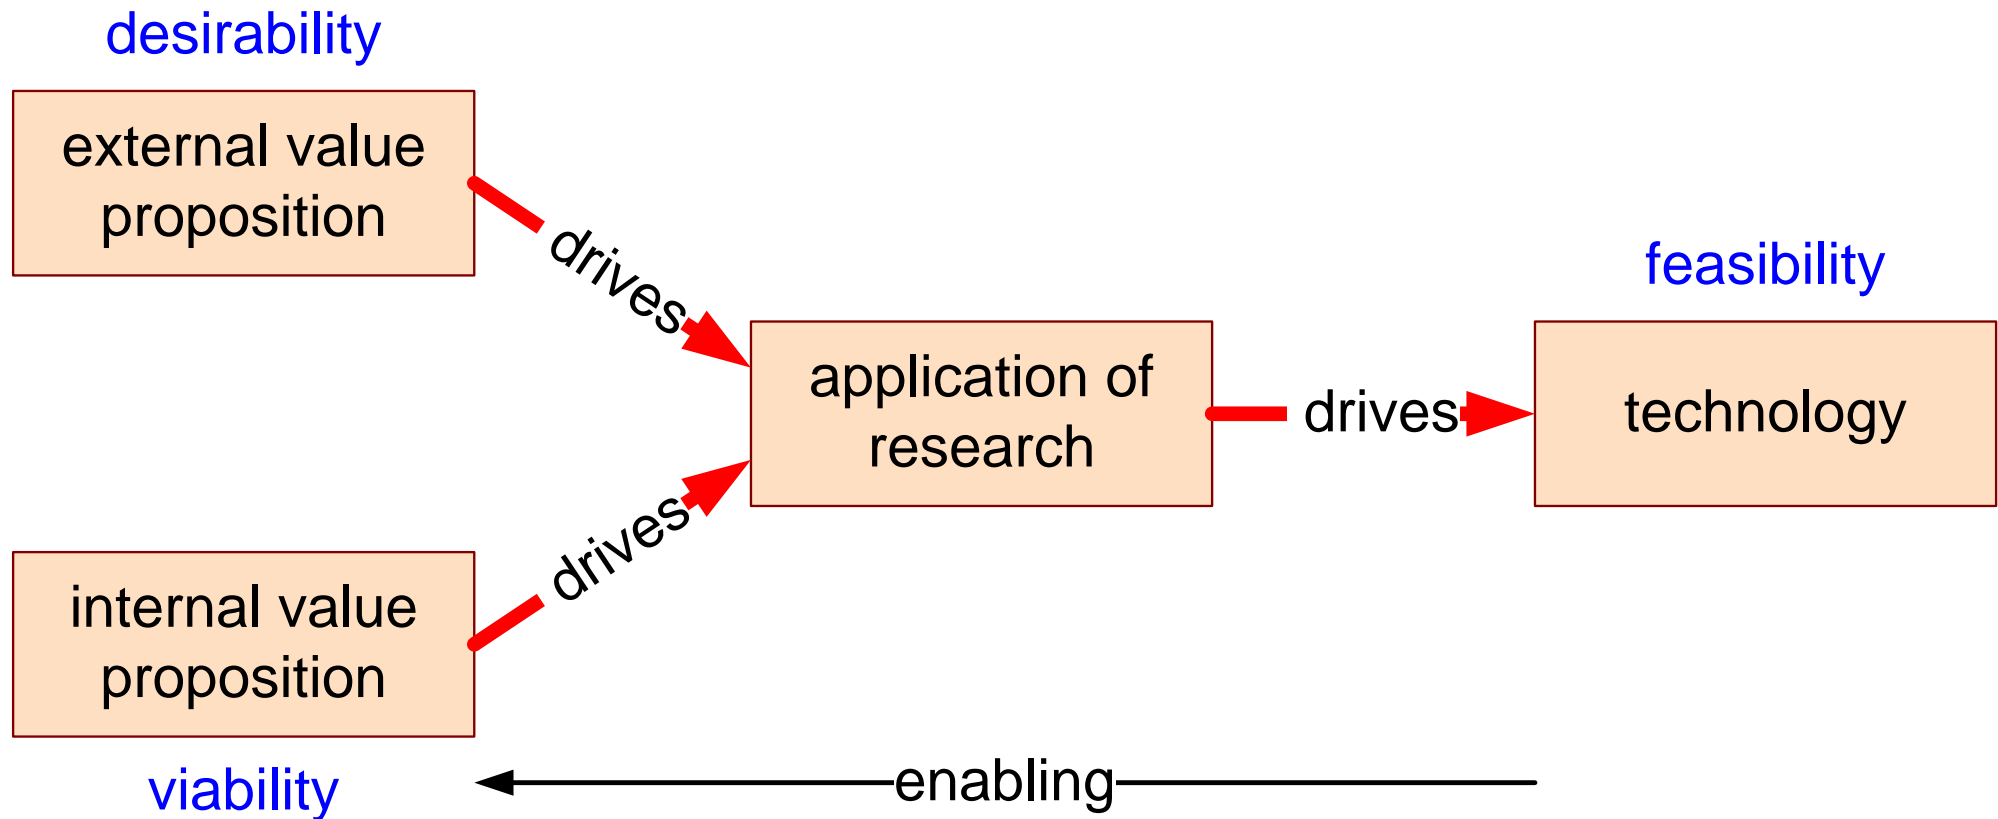 desirability
external value
proposition
drives
feasibility
application of
research
drives
technology
drives
internal value
proposition
viability
enabling